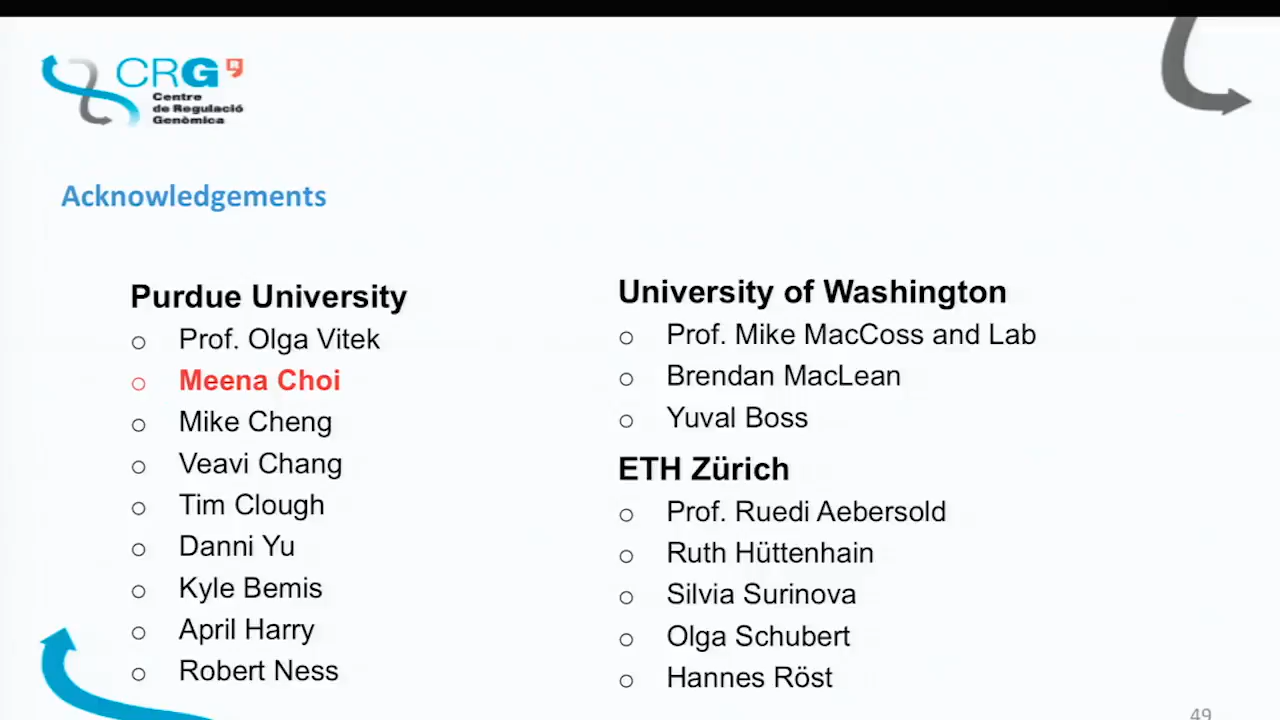 CRG
Centre
de Regulació
Genòmica
Acknowledgements
Purdue University
Prof. Olga Vitek
Meena Choi
Mike Cheng
Veavi Chang
Tim Clough
Danni Yu
Kyle Bemis
April Harry
Robert Ness
University of Washington
Prof. Mike MacCoss and Lab
Brendan MacLean
Yuval Boss
ETH Zürich
Prof. Ruedi Aebersold
Ruth Hüttenhain
Silvia Surinova
Olga Schubert
Hannes Röst
49